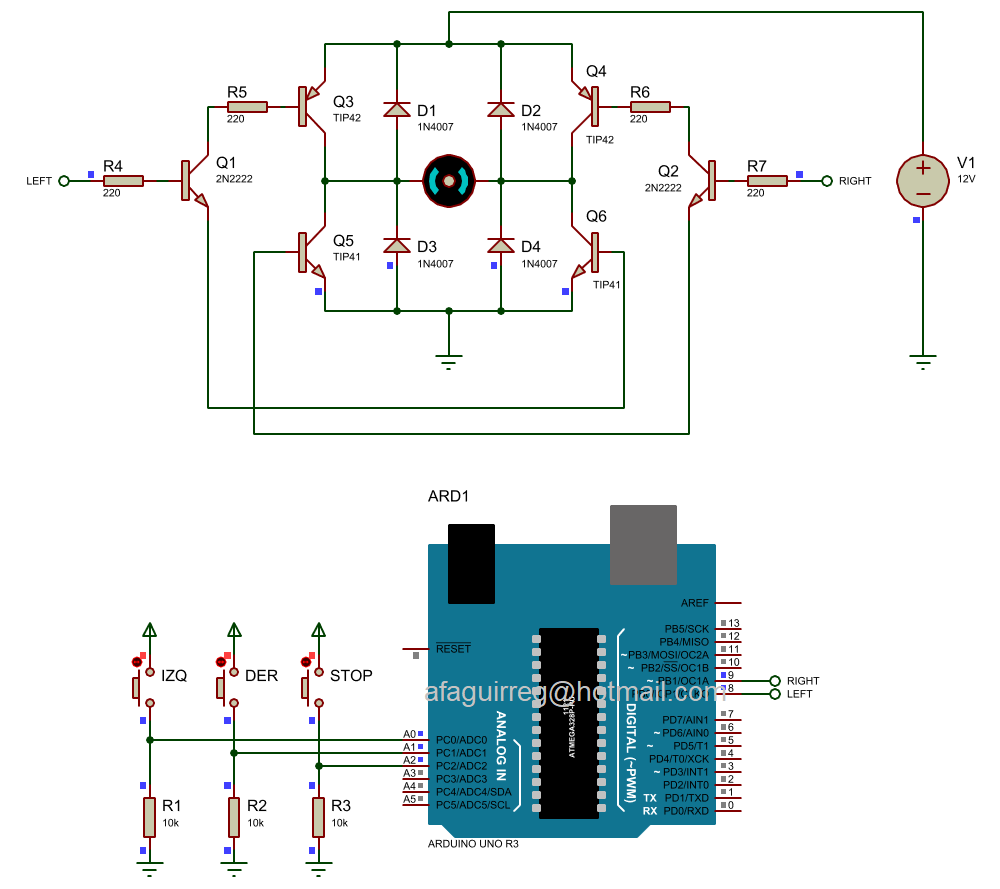 Q4
R5
R6
Q3
D1
D2
220
TIP42
1N4007
1N4007
220
TIP42
R4
Q1
Q2
R7
V1
LEFT
2N2222
2N2222
RIGHT
12V
220
220
Q6
Q5
D3
D4
TIP41
1N4007
1N4007
TIP41
ARD1
AREF
13
PB5/SCK
12
PB4/MISO
RESET
11
~PB3/MOSI/OC2A
10
~ PB2/SS/OC1B
9
~ PB1/OC1A
RIGHT
8
LEFT
IZQ
DER
STOP
afaguirreg@hotmail.com
ATMEGA328P-PU
ANALOG IN
DIGITAL (~PWM)
7
PD7/AIN1
6
~ PD6/AIN0
5
~ PD5/T1
4
PD4/T0/XCK
3
~ PD3/INT1
2
PD2/INT0
1
TX PD1/TXD
0
RX PD0/RXD
A0
PC0/ADC0
A1
PC1/ADC1
A2
PC2/ADC2
A3
PC3/ADC3
A4
PC4/ADC4/SDA
A5
PC5/ADC5/SCL
R1
R2
R3
10k
10k
10k
ARDUINO UNO R3